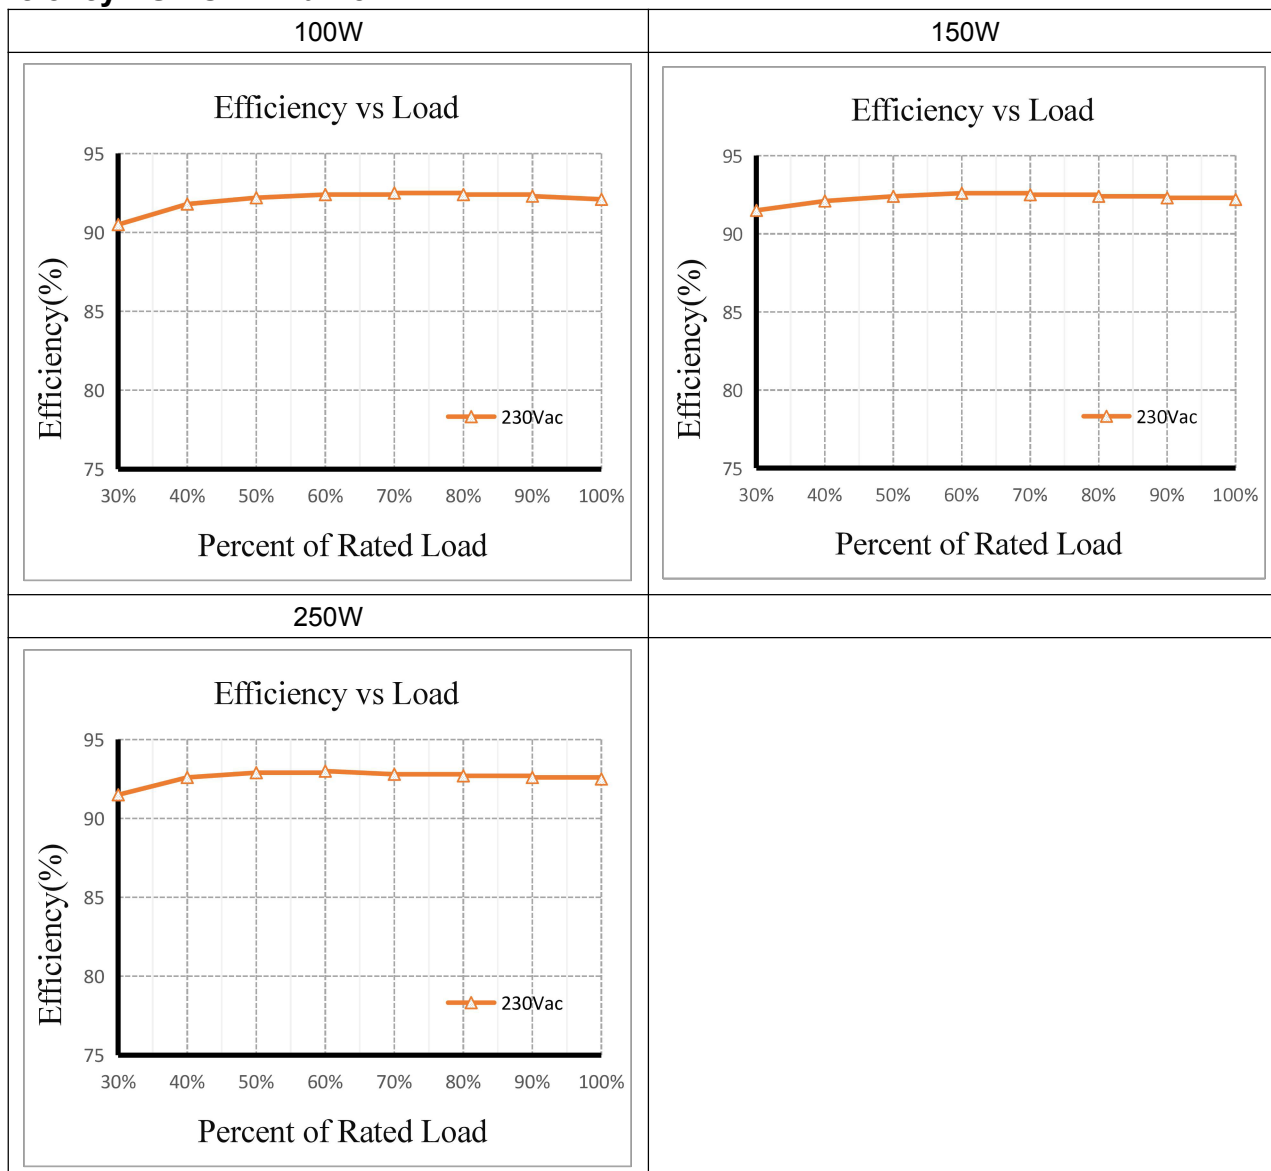 100W
150W
Efficiency vs Load
95
90
85
80
75
30% 40% 50% 60% 70% 80% 90% 100%
Efficiency(%)
230Vac
Percent of Rated Load
Efficiency vs Load
95
90
85
80
75
30% 40% 50% 60% 70% 80% 90% 100%
Efficiency(%)
230Vac
Percent of Rated Load
250W
Efficiency vs Load
95
90
85
80
75
30% 40% 50% 60% 70% 80% 90% 100%
Efficiency(%)
230Vac
Percent of Rated Load